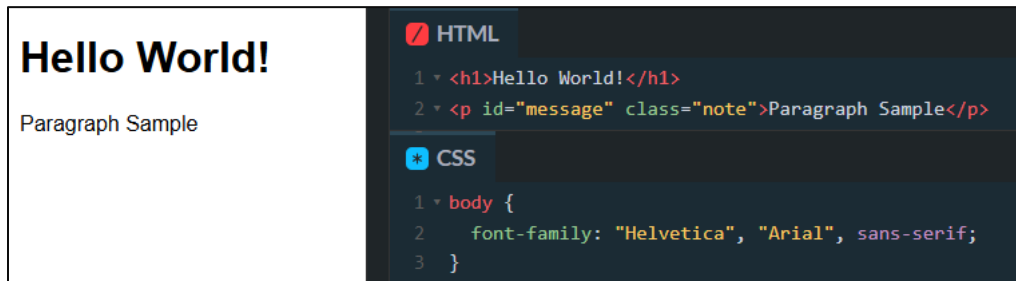 Hello World!
Paragraph Sample
HTML
1 <h1>Hello World!</h1>
2 <p id="message" class="note">Paragraph Sample</p>
CSS
1 body {
2   font-family: "Helvetica", "Arial", sans-serif;
3 }